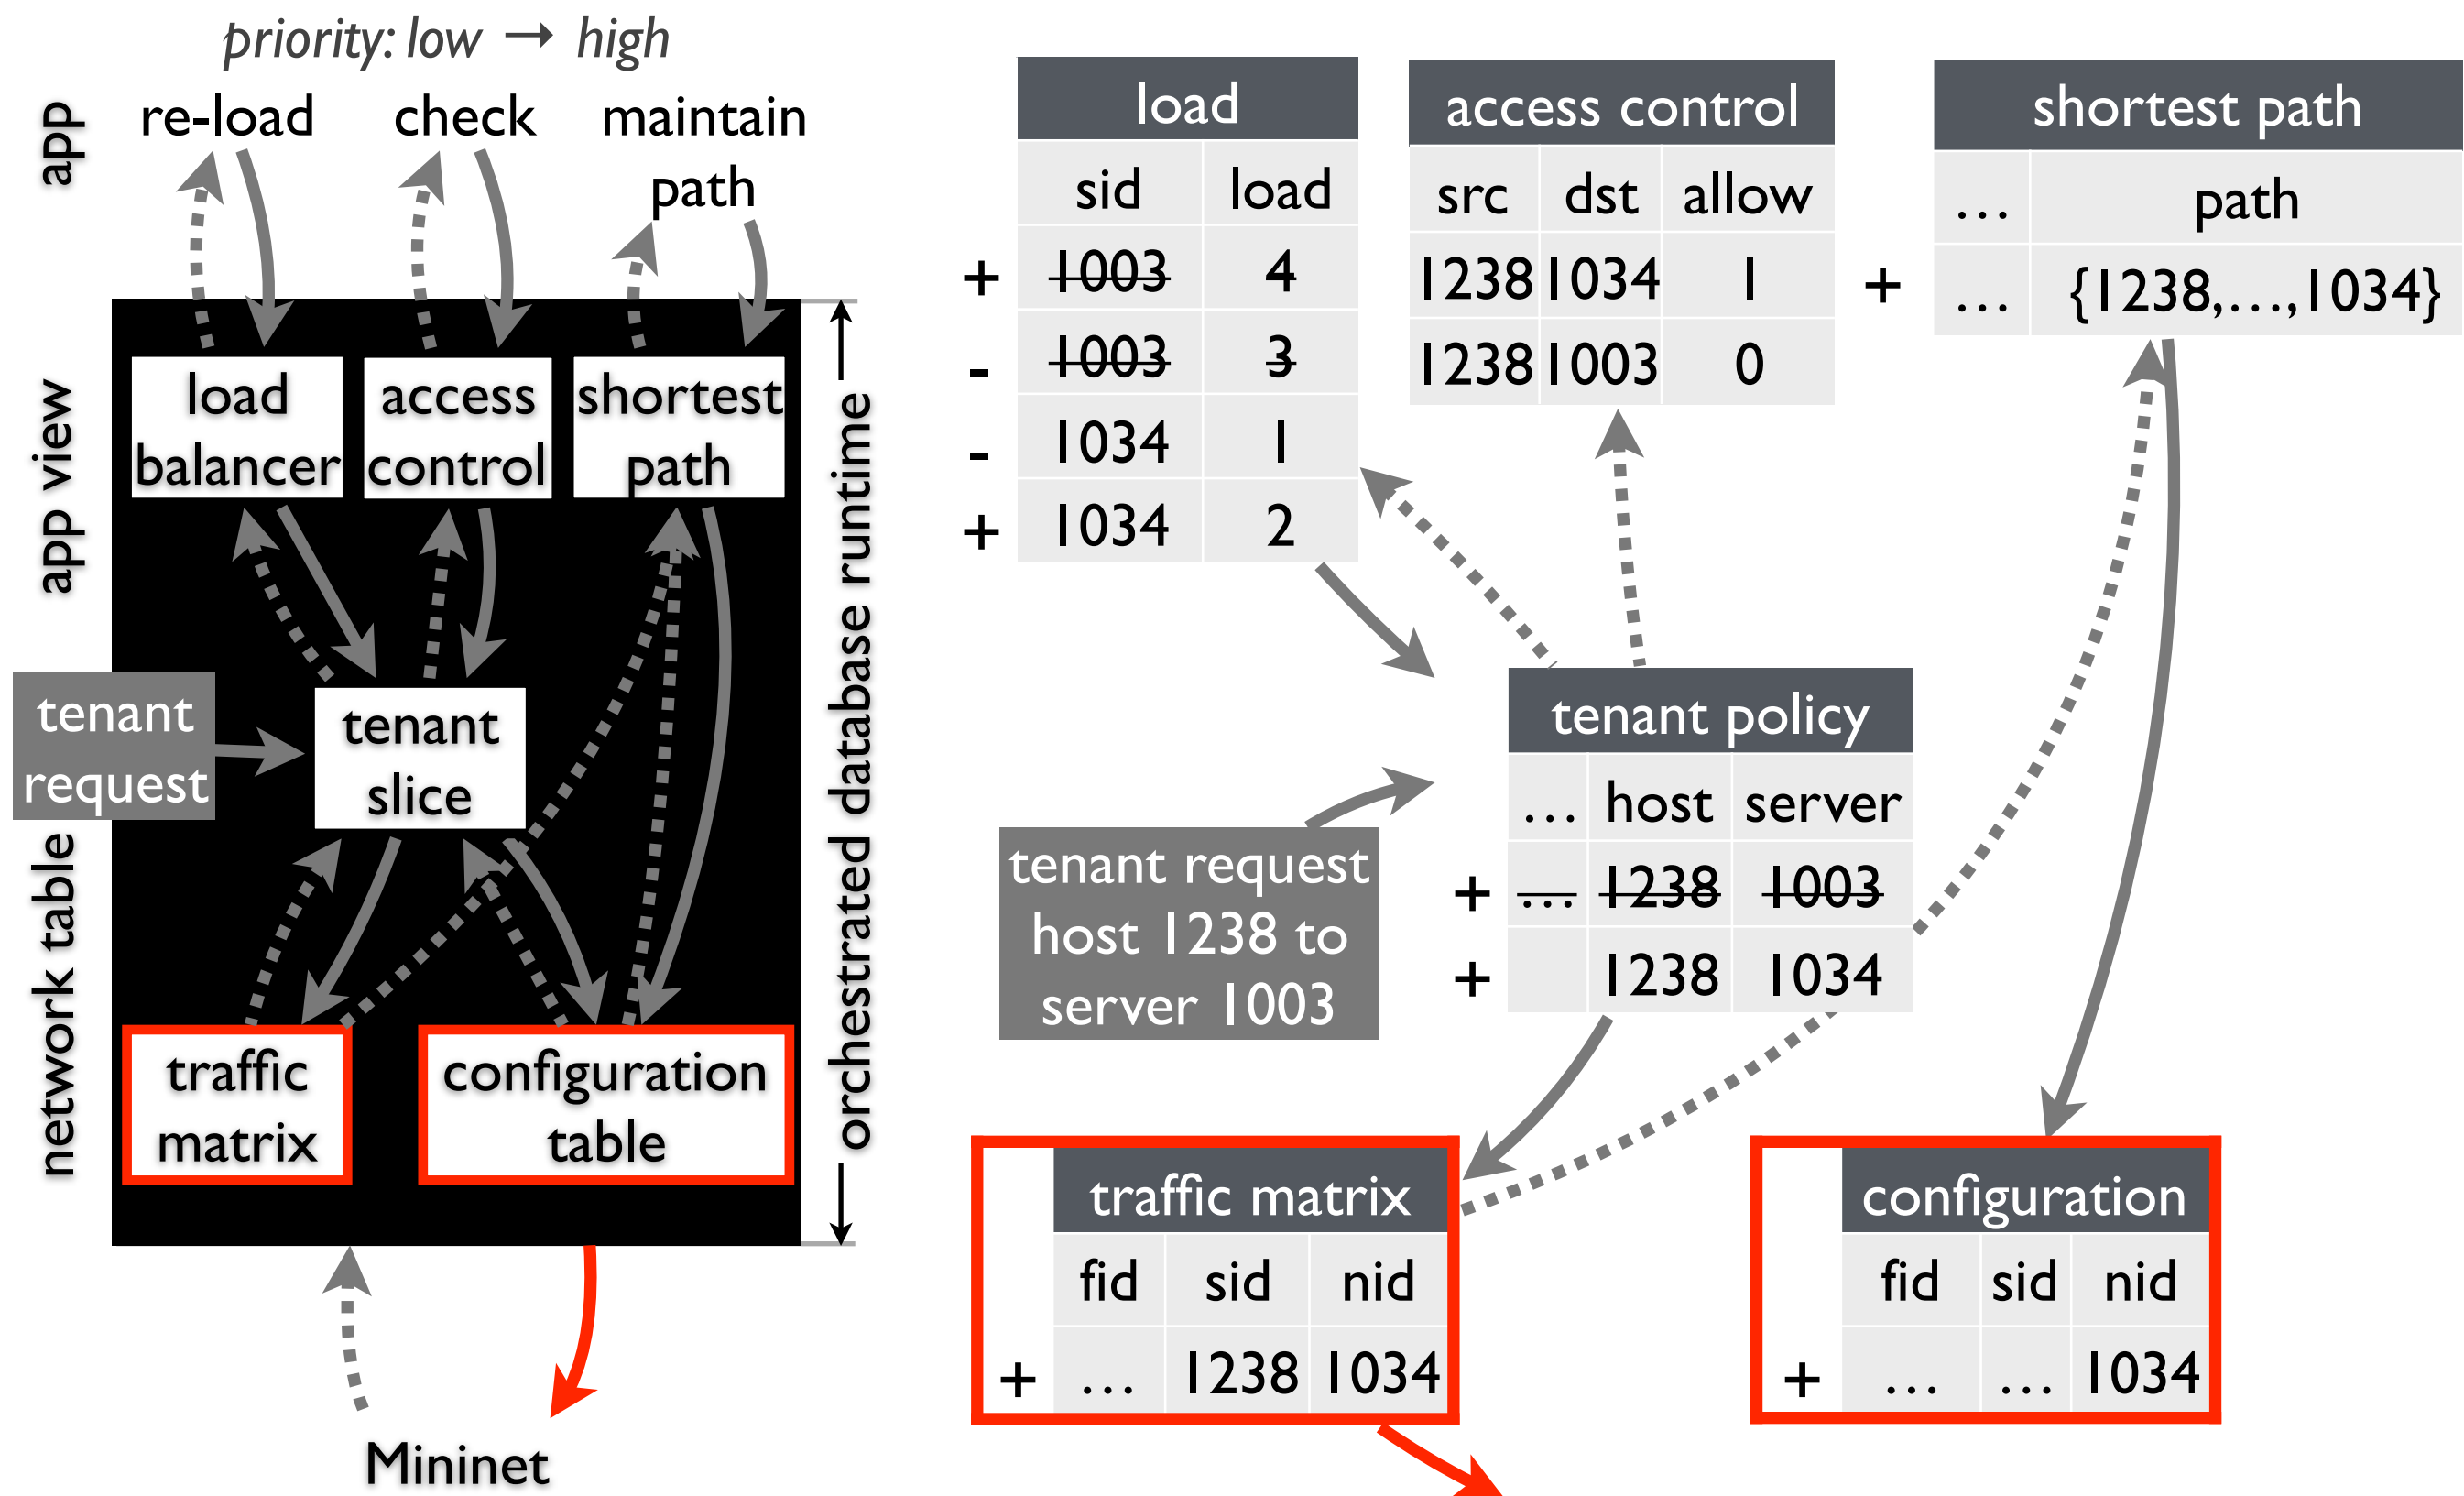 priority: low → high
app
re-load
check
maintain
path
app view
load
balancer
access
control
shortest
path
tenant
request
tenant
slice
network table
traffic
matrix
configuration
table
orchestrated database runtime
Mininet
load
sid load
+ 1003 4
- 1003 3
- 1034 1
+ 1034 2
access control
src dst allow
1238 1034 1
1238 1003 0
shortest path
... path
+ ... {1238,...,1034}
tenant request
host 1238 to
server 1003
tenant policy
... host server
+ ... 1238 1003
+ 1238 1034
traffic matrix
fid sid nid
+ ... 1238 1034
configuration
fid sid nid
+ ... ... 1034